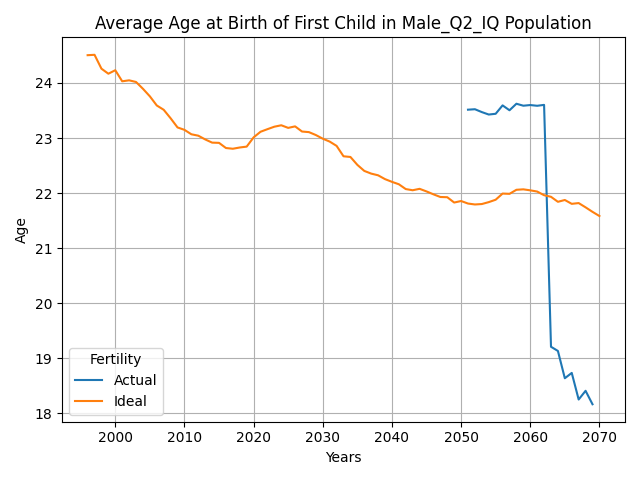 Average Age at Birth of First Child in Male_Q2_IQ Population
24
23
22
21
20
19
18
Age
Fertility
Actual
Ideal
2000 2010 2020 2030 2040 2050 2060 2070
Years